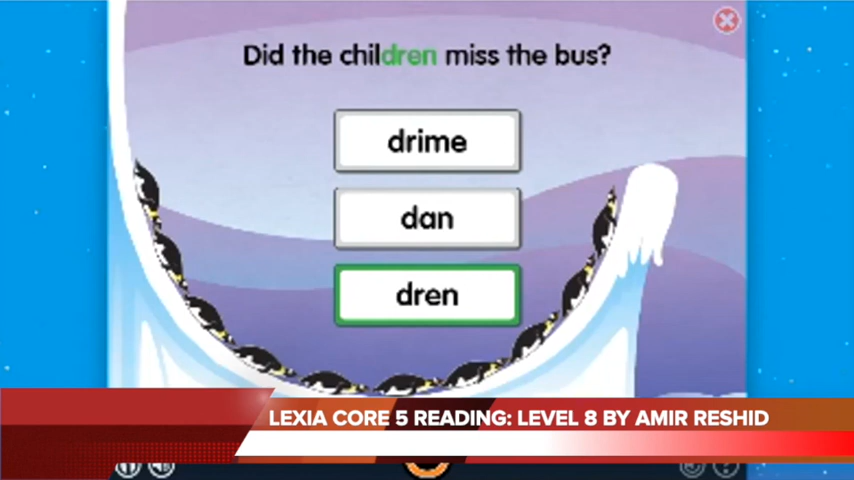 Did the children miss the bus?
drime
dan
dren
LEXIA CORE 5 READING: LEVEL 8 BY AMIR RESHID